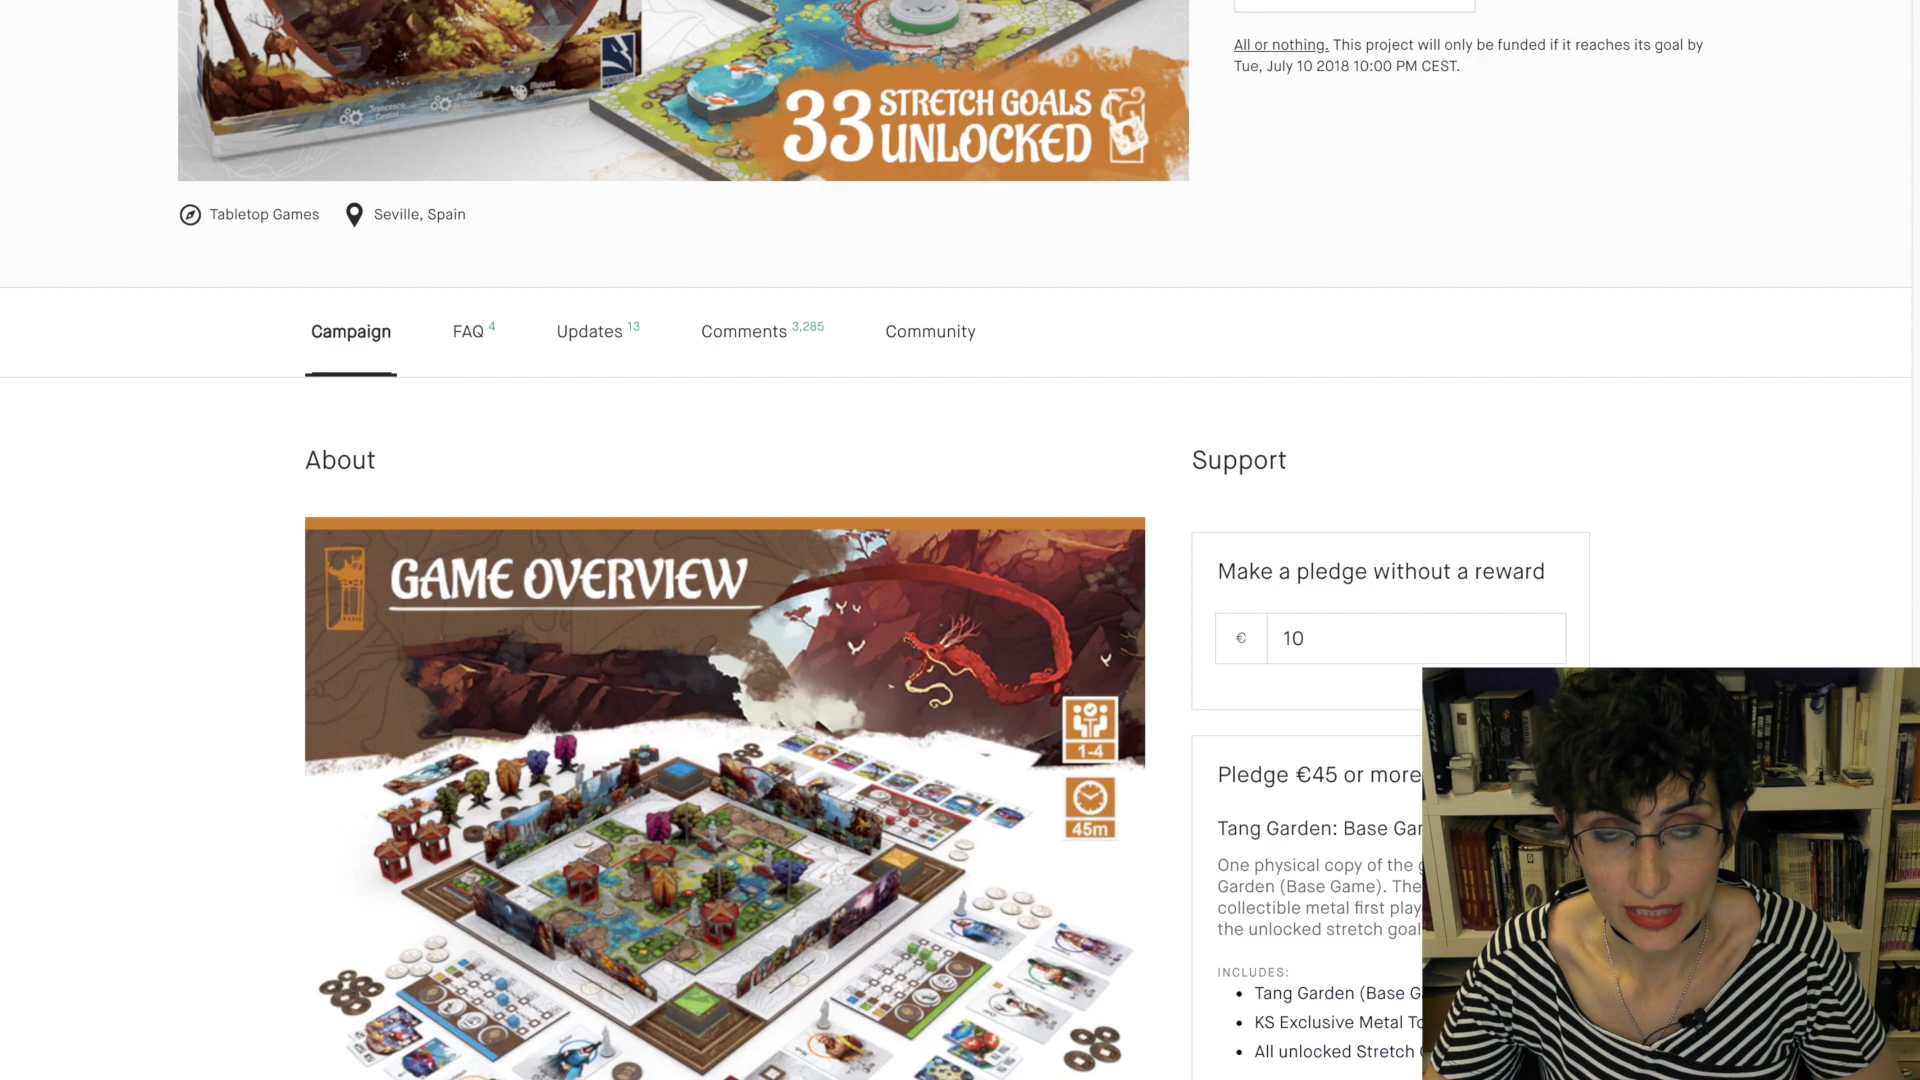 33 STRETCH GOALS
UNLOCKED
All or nothing. This project will only be funded if it reaches its goal by
Tue, July 10 2018 10:00 PM CEST.
Tabletop Games
Seville, Spain
Campaign
FAQ 4
Updates 13
Comments 3,285
Community
About
Support
GAME OVERVIEW
1-4
45m
Make a pledge without a reward
€ 10
Pledge €45 or more
Tang Garden: Base Gar
One physical copy of the g
Garden (Base Game). The
collectible metal first play
the unlocked stretch goal
INCLUDES:
• Tang Garden (Base G
• KS Exclusive Metal To
• All unlocked Stretch